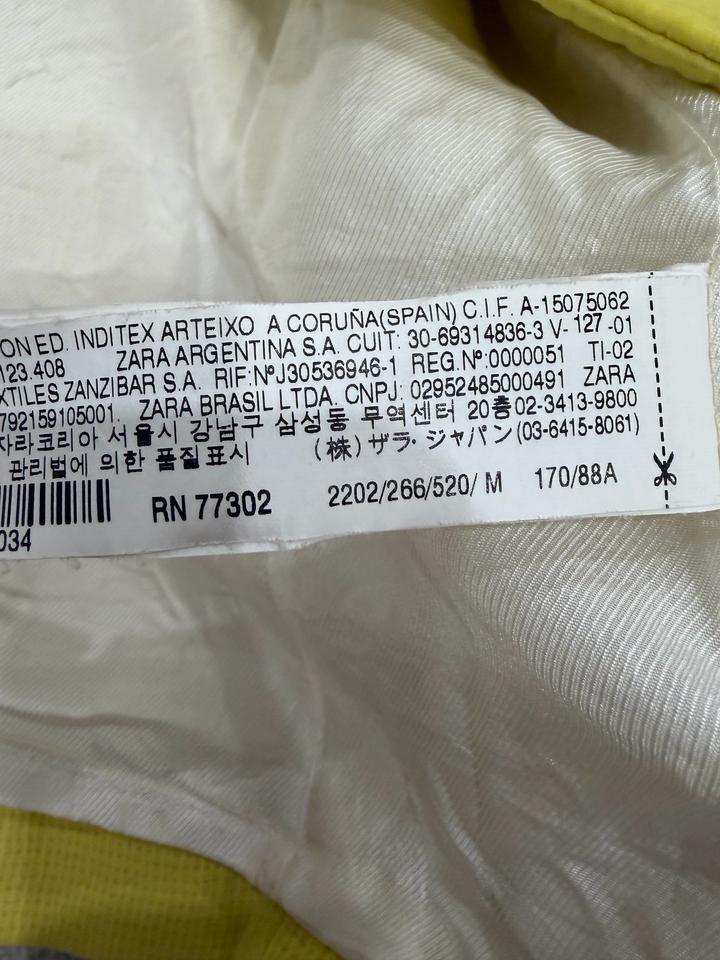 ON ED. INDITEX ARTEIXO A CORUÑA(SPAIN) C.I.F. A-15075062
123.408 ZARA ARGENTINA S.A. CUIT: 30-69314836-3 V- 127 -01
XTILES ZANZIBAR S.A. RIF:NºJ30536946-1 REG.Nº:0000051 TI-02
792159105001. ZARA BRASIL LTDA. CNPJ: 02952485000491 ZARA
자라코리아 서울시 강남구 삼성동 무역센터 20층02-3413-9800
관리법에 의한 품질표시 (株)ザラ・ジャパン(03-6415-8061)
034 RN 77302 2202/266/520/ M 170/88A